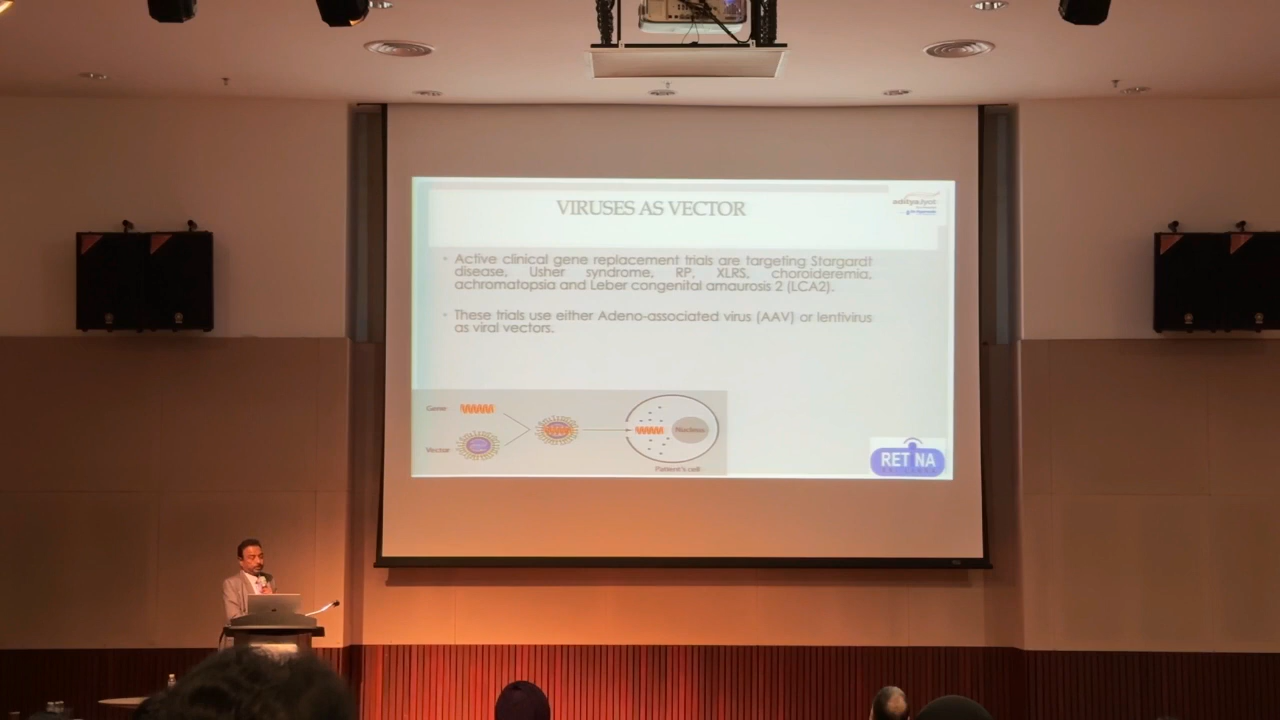 VIRUSES AS VECTOR
aditya jyot
Active clinical gene replacement trials are targeting Stargardt
disease, Usher syndrome, RP, XLRS, choroideremia,
achromatopsia and Leber congenital amaurosis 2 (LCA2).
These trials use either Adeno-associated virus (AAV) or lentivirus
as viral vectors.
Gene
Vector
Nucleus
Patient's cell
RETINA